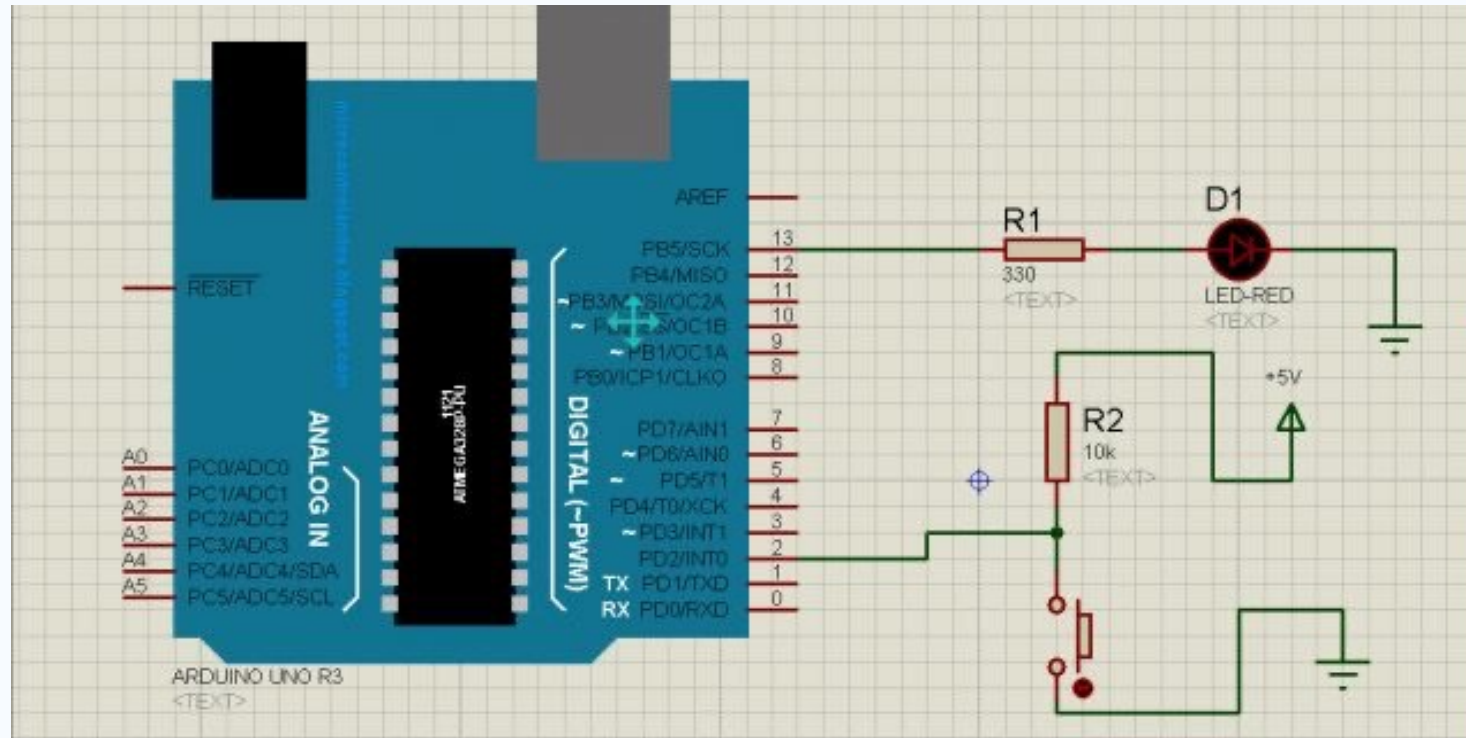 AREF
13
PB5/SCK
12
PB4/MISO
11
10
9
~ PB1/OC1A
8
PB0/ICP1/CLKO
RESET
7
PD7/AIN1
6
~ PD6/AIN0
5
~ PD5/T1
4
PD4/T0/XCK
3
~ PD3/INT1
2
PD2/INT0
1
TX PD1/TXD
0
RX PD0/RXD
DIGITAL (~PWM)
ANALOG IN
A0 PC0/ADC0
A1 PC1/ADC1
A2 PC2/ADC2
A3 PC3/ADC3
A4 PC4/ADC4/SDA
A5 PC5/ADC5/SCL
1121
ATMEGA328P-PU
ARDUINO UNO R3
<TEXT>
R1
330
<TEXT>
D1
LED-RED
<TEXT>
+5V
R2
10k
<TEXT>